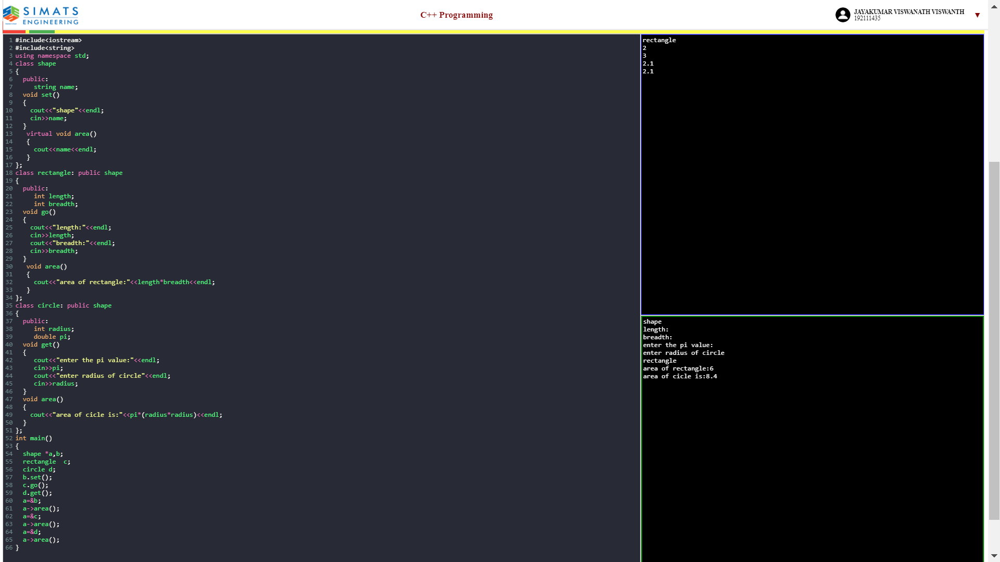 SIMATS
ENGINEERING
C++ Programming
JAYAKUMAR VISWANATH VISWANTH
192111435
▼
1 #include<iostream>
2 #include<string>
3 using namespace std;
4 class shape
5 {
6   public:
7      string name;
8   void set()
9   {
10     cout<<"shape"<<endl;
11     cin>>name;
12   }
13    virtual void area()
14    {
15      cout<<name<<endl;
16    }
17 };
18 class rectangle: public shape
19 {
20   public:
21      int length;
22      int breadth;
23   void go()
24   {
25     cout<<"length:"<<endl;
26     cin>>length;
27     cout<<"breadth:"<<endl;
28     cin>>breadth;
29   }
30    void area()
31    {
32      cout<<"area of rectangle:"<<length*breadth<<endl;
33    }
34 };
35 class circle: public shape
36 {
37   public:
38      int radius;
39      double pi;
40   void get()
41   {
42      cout<<"enter the pi value:"<<endl;
43      cin>>pi;
44      cout<<"enter radius of circle"<<endl;
45      cin>>radius;
46   }
47   void area()
48   {
49     cout<<"area of cicle is:"<<pi*(radius*radius)<<endl;
50   }
51 };
52 int main()
53 {
54   shape *a,b;
55   rectangle  c;
56   circle d;
57   b.set();
58   c.go();
59   d.get();
60   a=&b;
61   a->area();
62   a=&c;
63   a->area();
64   a=&d;
65   a->area();
66 }
rectangle
2
3
2.1
2.1
shape
length:
breadth:
enter the pi value:
enter radius of circle
rectangle
area of rectangle:6
area of cicle is:8.4